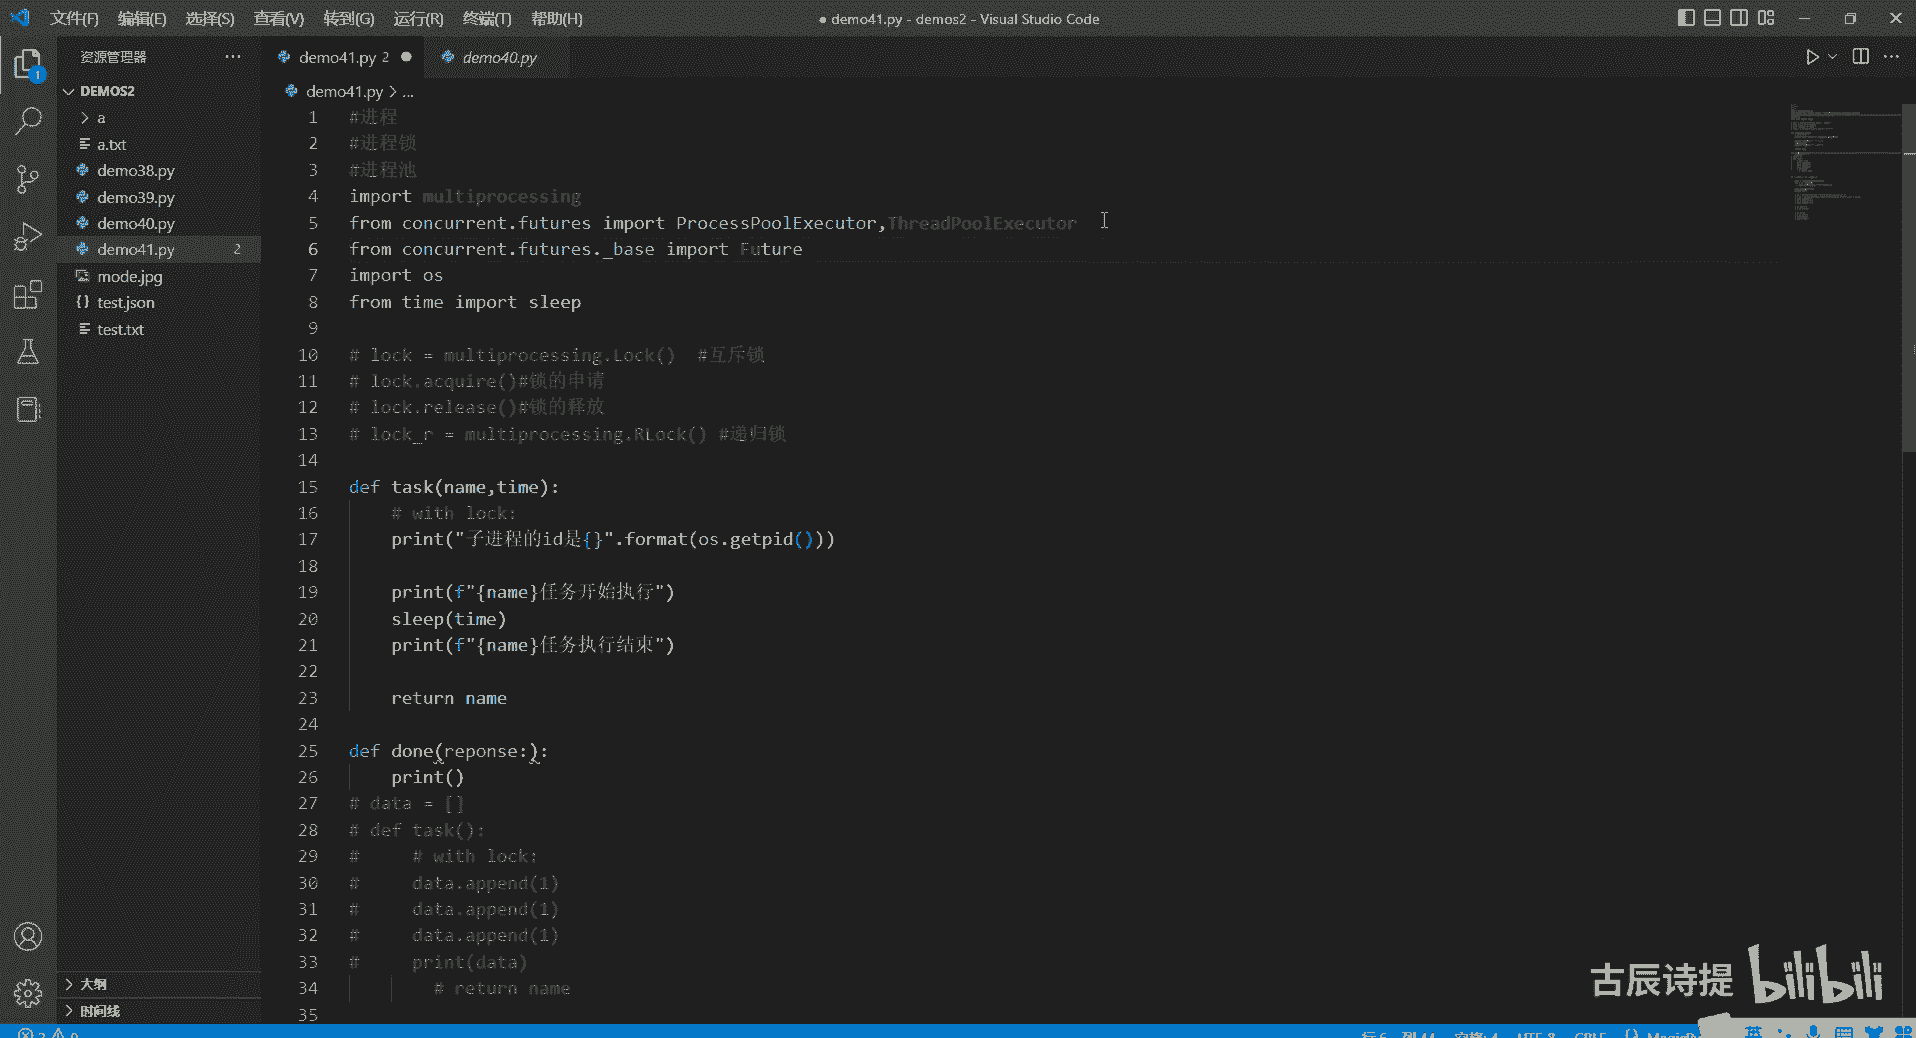 文件(F) 编辑(E) 选择(S) 查看(V) 转到(G) 运行(R) 终端(T) 帮助(H)
● demo41.py - demos2 - Visual Studio Code
资源管理器 ···
demo41.py 2 ●
demo40.py
DEMOS2
demo41.py > ...
a
a.txt
demo38.py
demo39.py
demo40.py
demo41.py 2
mode.jpg
{} test.json
test.txt
大纲
时间线
1
1 #进程
2 #进程锁
3 #进程池
4 import multiprocessing
5 from concurrent.futures import ProcessPoolExecutor,ThreadPoolExecutor
6 from concurrent.futures._base import Future
7 import os
8 from time import sleep
9
10 # lock = multiprocessing.Lock()  #互斥锁
11 # lock.acquire()#锁的申请
12 # lock.release()#锁的释放
13 # lock_r = multiprocessing.RLock() #递归锁
14
15 def task(name,time):
16     # with lock:
17     print("子进程的id是{}".format(os.getpid()))
18
19     print(f"{name}任务开始执行")
20     sleep(time)
21     print(f"{name}任务执行结束")
22
23     return name
24
25 def done(reponse:):
26     print()
27 # data = []
28 # def task():
29 #     # with lock:
30 #     data.append(1)
31 #     data.append(1)
32 #     data.append(1)
33 #     print(data)
34         # return name
35
古辰诗提 bilibili
英